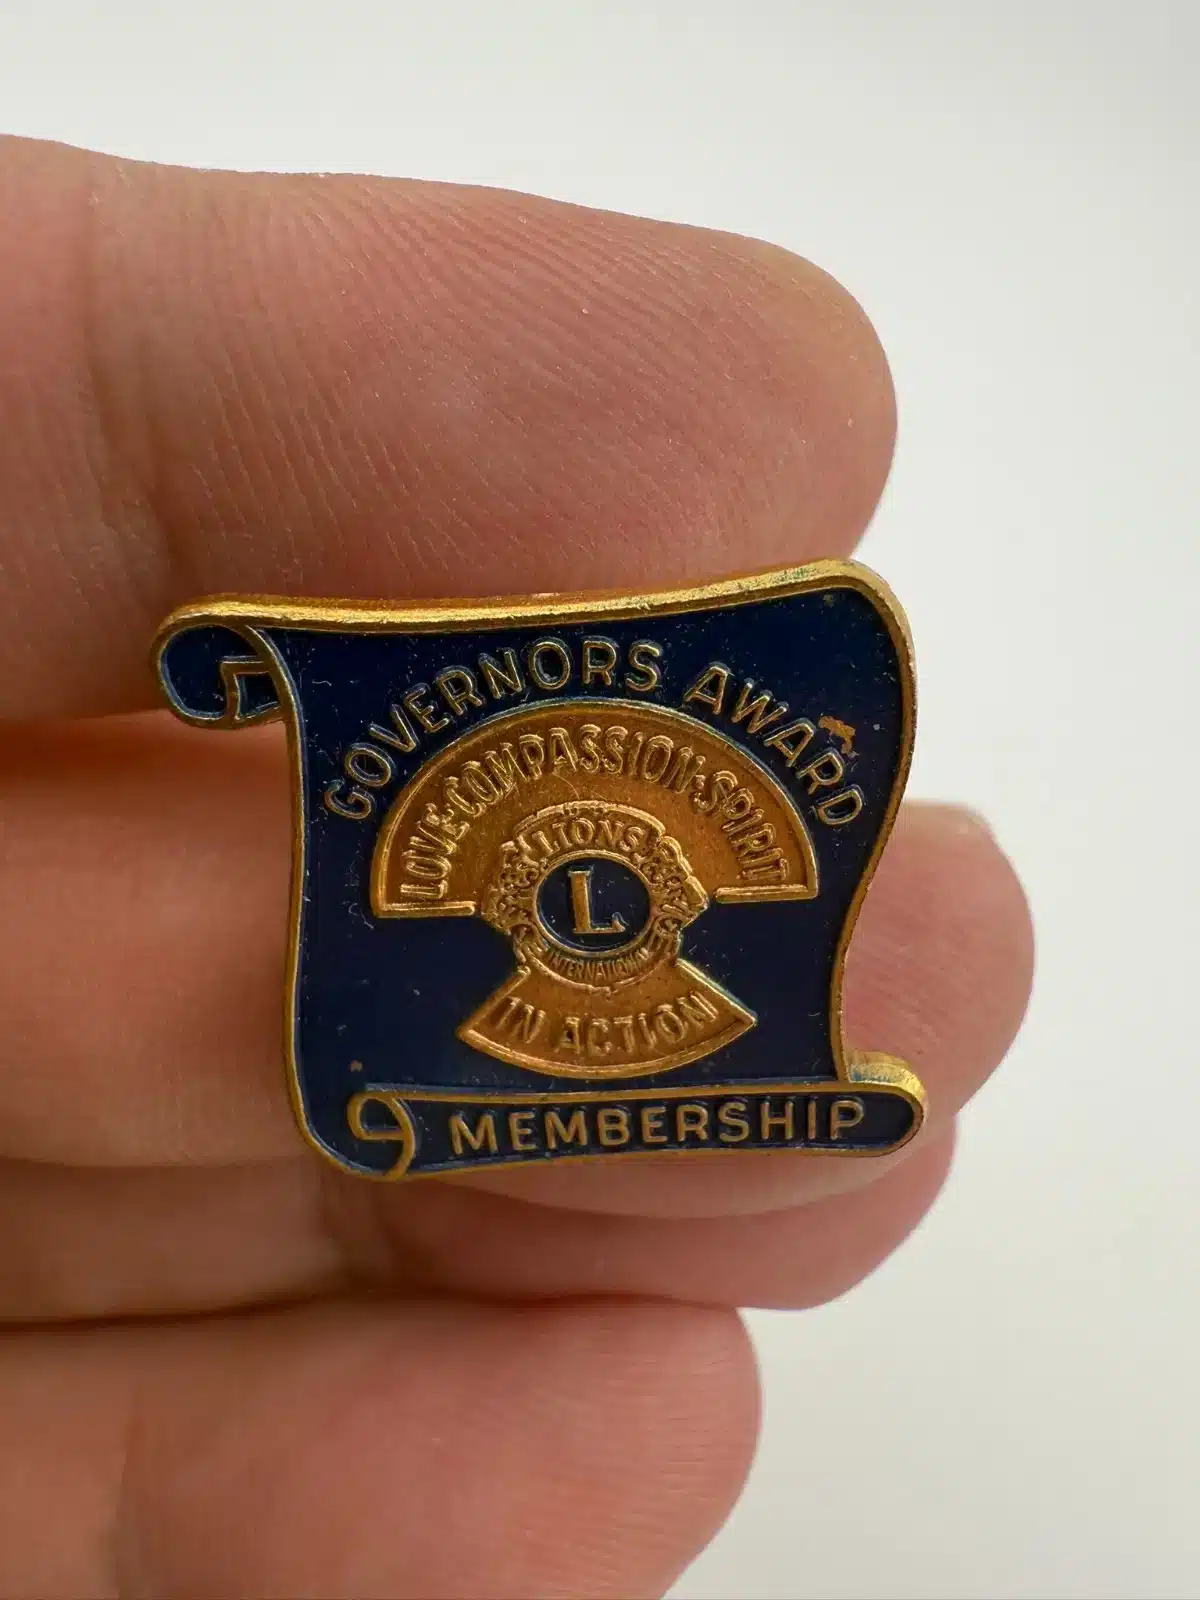 GOVERNORS AWARD
LOVE·COMPASSION·SPIRIT
LIONS
L
INTERNATIONAL
IN ACTION
MEMBERSHIP